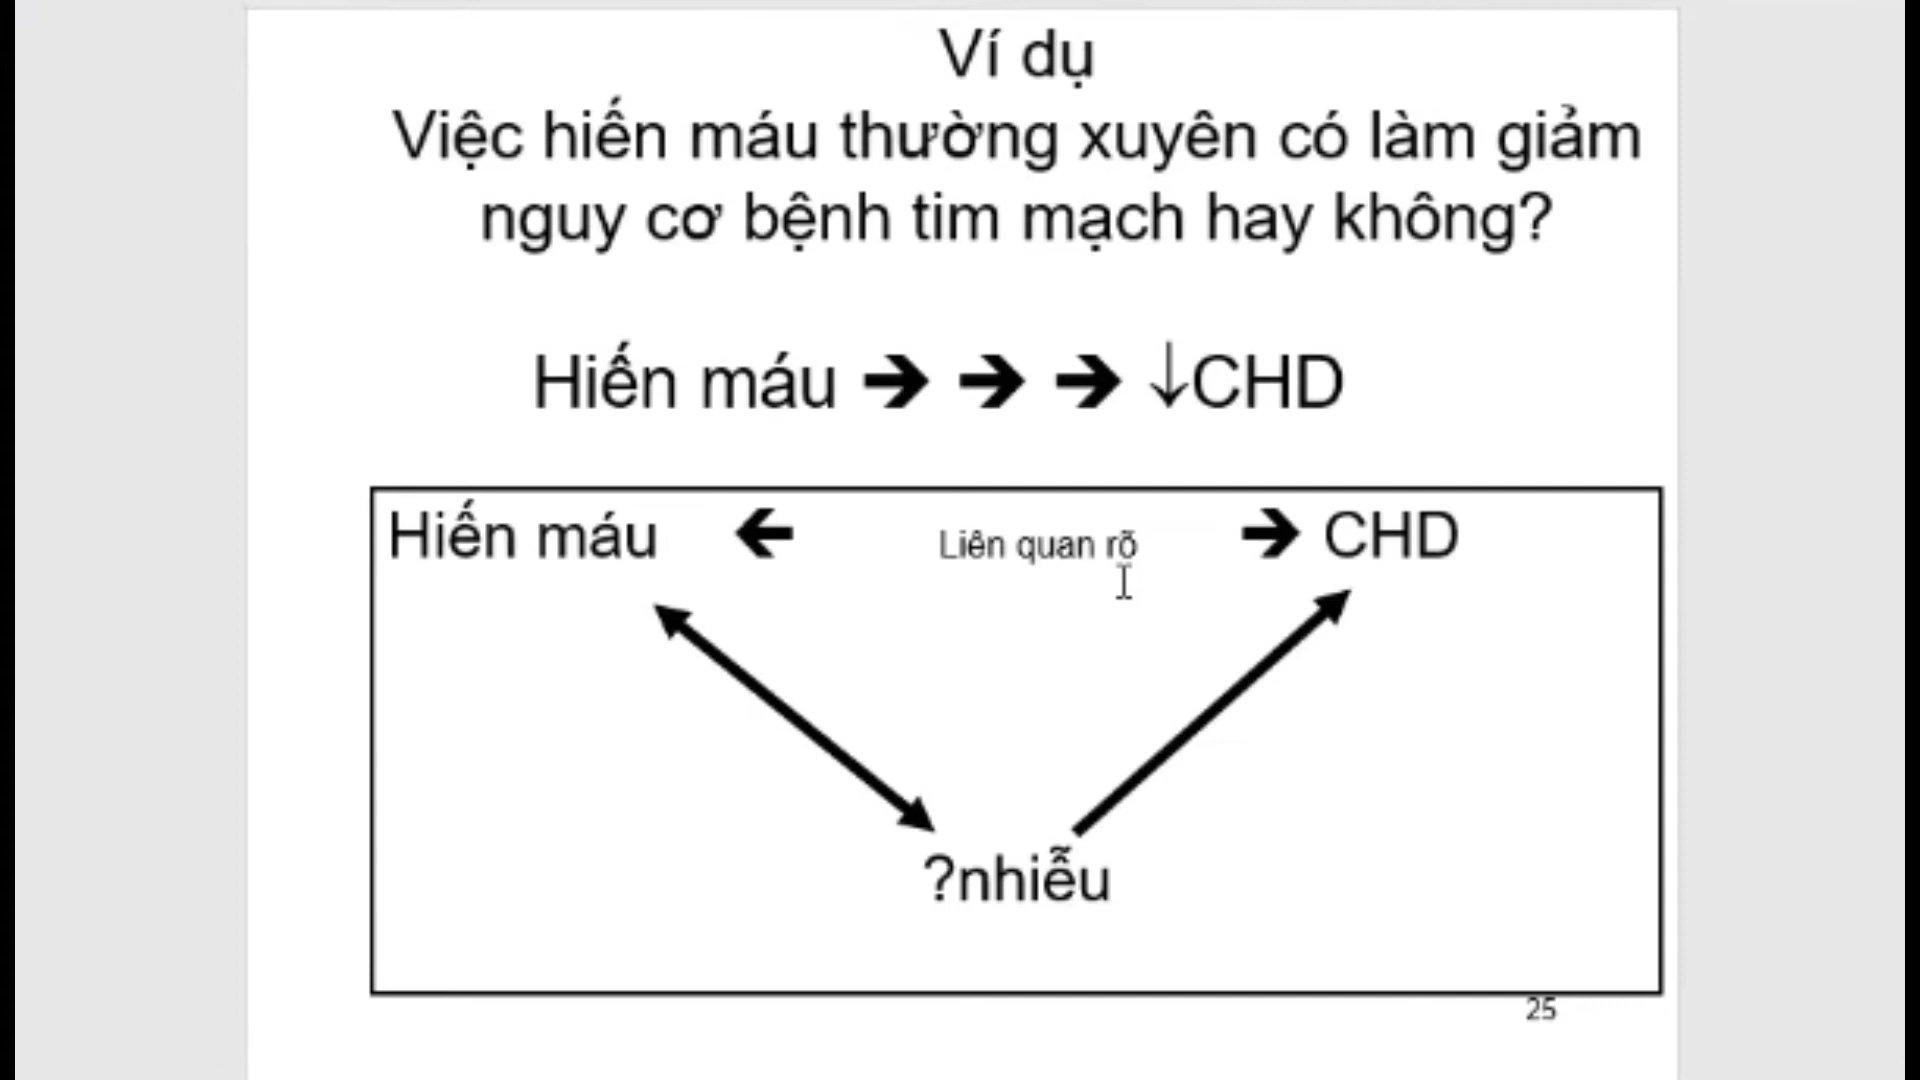 Ví dụ
Việc hiến máu thường xuyên có làm giảm
nguy cơ bệnh tim mạch hay không?
Hiến máu ➔ ➔ ➔ ↓CHD
Hiến máu ← Liên quan rõ ➔ CHD
?nhiễu
25